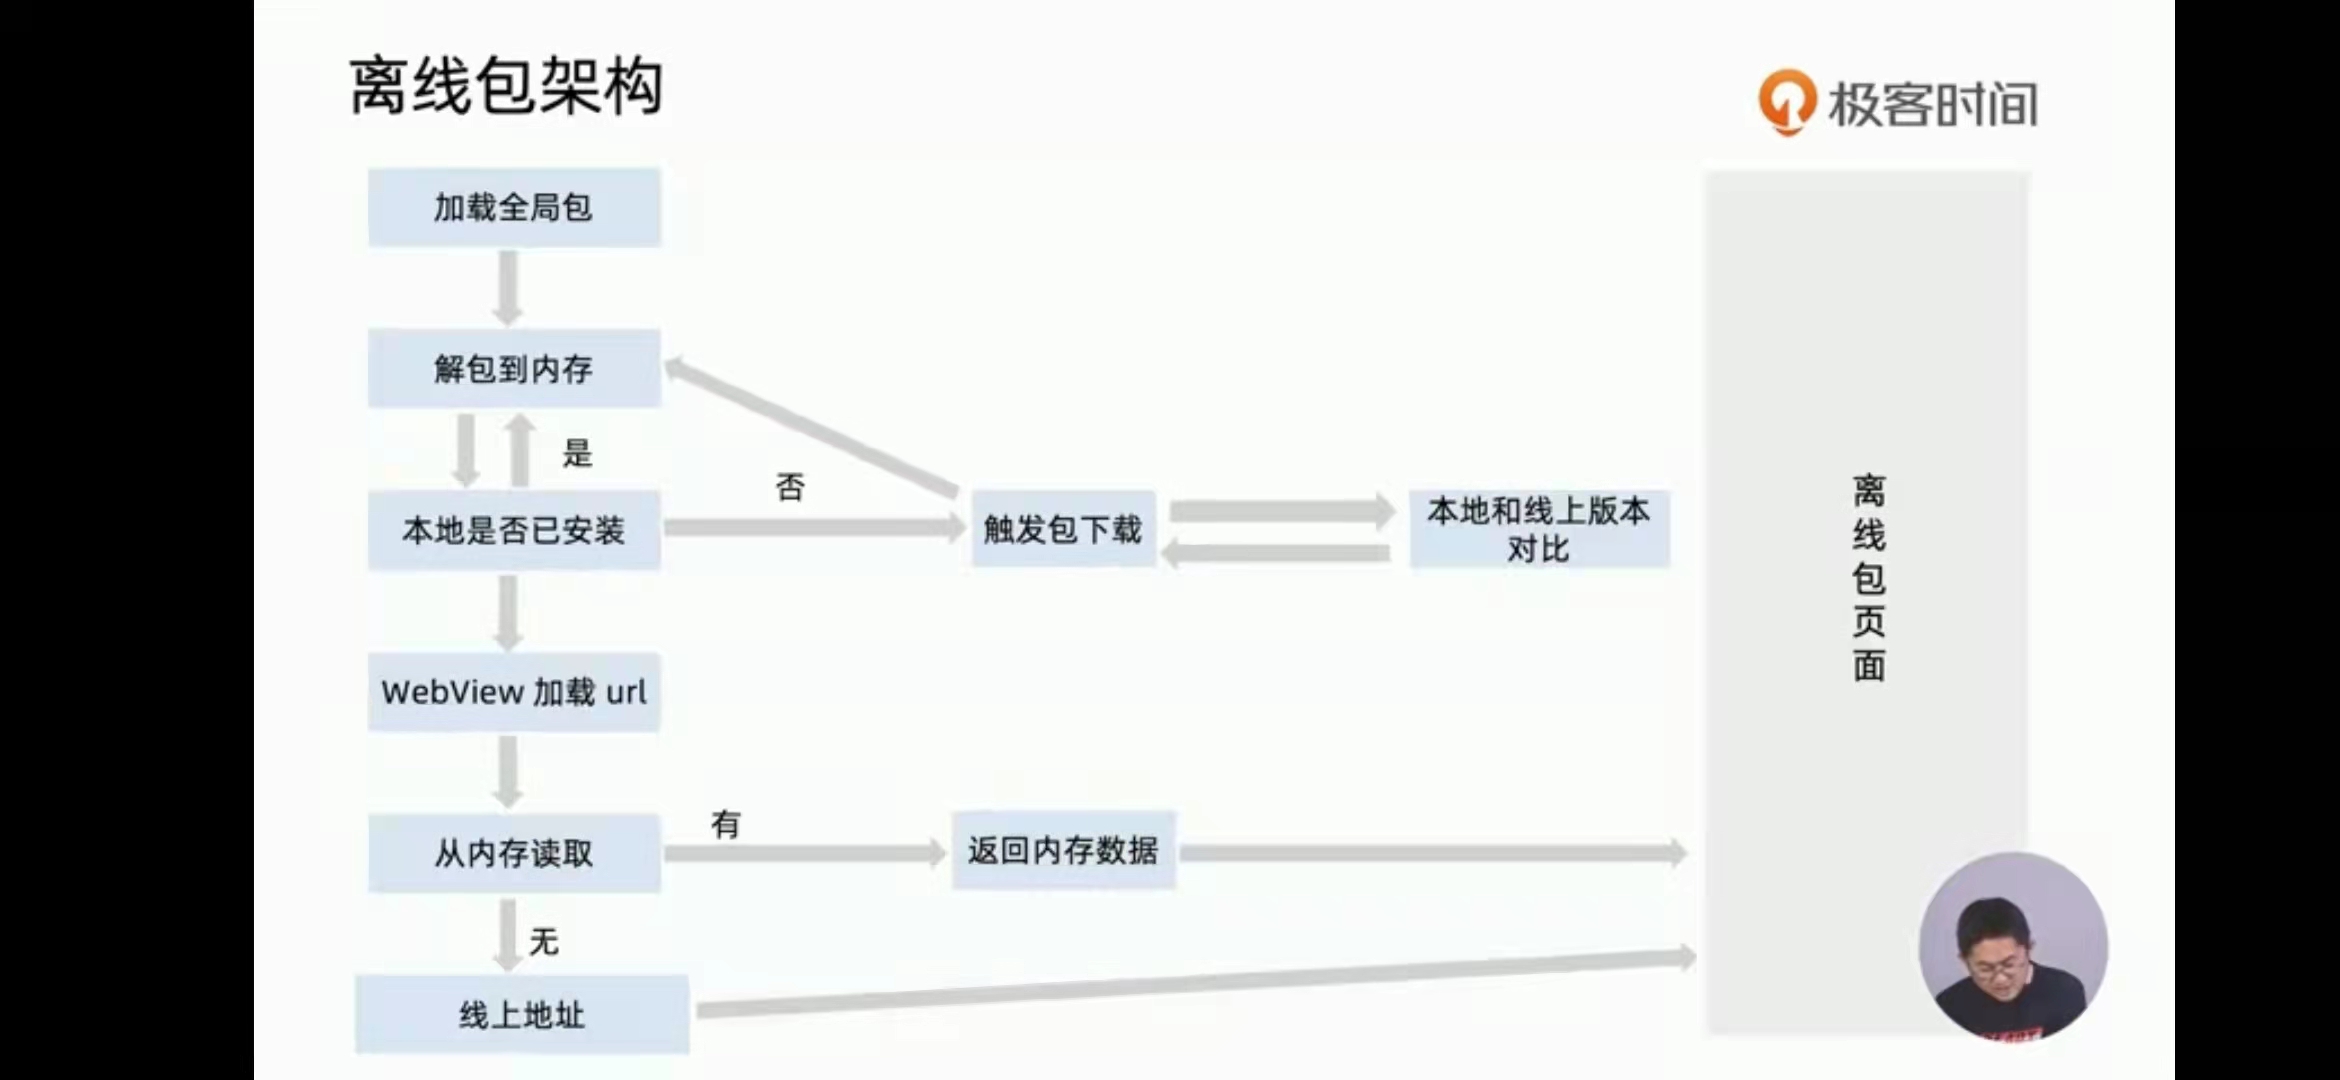 离线包架构
极客时间
加载全局包
解包到内存
是
否
本地是否已安装
触发包下载
本地和线上版本
对比
WebView 加载 url
有
从内存读取
返回内存数据
无
线上地址
离
线
包
页
面